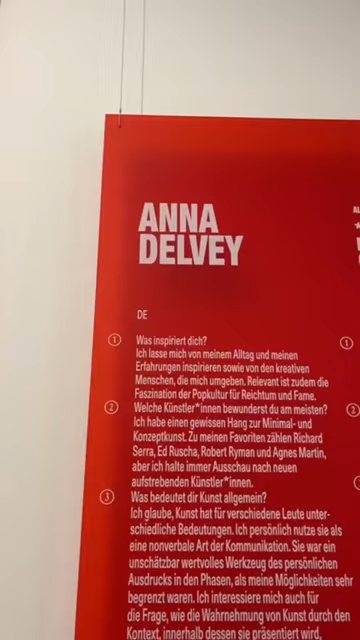 ANNA
DELVEY
DE
① Was inspiriert dich?
Ich lasse mich von meinem Alltag und meinen
Erfahrungen inspirieren sowie von den kreativen
Menschen, die mich umgeben. Relevant ist zudem die
Faszination der Popkultur für Reichtum und Fame.
② Welche Künstler*innen bewunderst du am meisten?
Ich habe einen gewissen Hang zur Minimal- und
Konzeptkunst. Zu meinen Favoriten zählen Richard
Serra, Ed Ruscha, Robert Ryman und Agnes Martin,
aber ich halte immer Ausschau nach neuen
aufstrebenden Künstler*innen.
③ Was bedeutet dir Kunst allgemein?
Ich glaube, Kunst hat für verschiedene Leute unter-
schiedliche Bedeutungen. Ich persönlich nutze sie als
eine nonverbale Art der Kommunikation. Sie war ein
unschätzbar wertvolles Werkzeug des persönlichen
Ausdrucks in den Phasen, als meine Möglichkeiten sehr
begrenzt waren. Ich interessiere mich auch für
die Frage, wie die Wahrnehmung von Kunst durch den
Kontext, innerhalb dessen sie präsentiert wird,
①
②